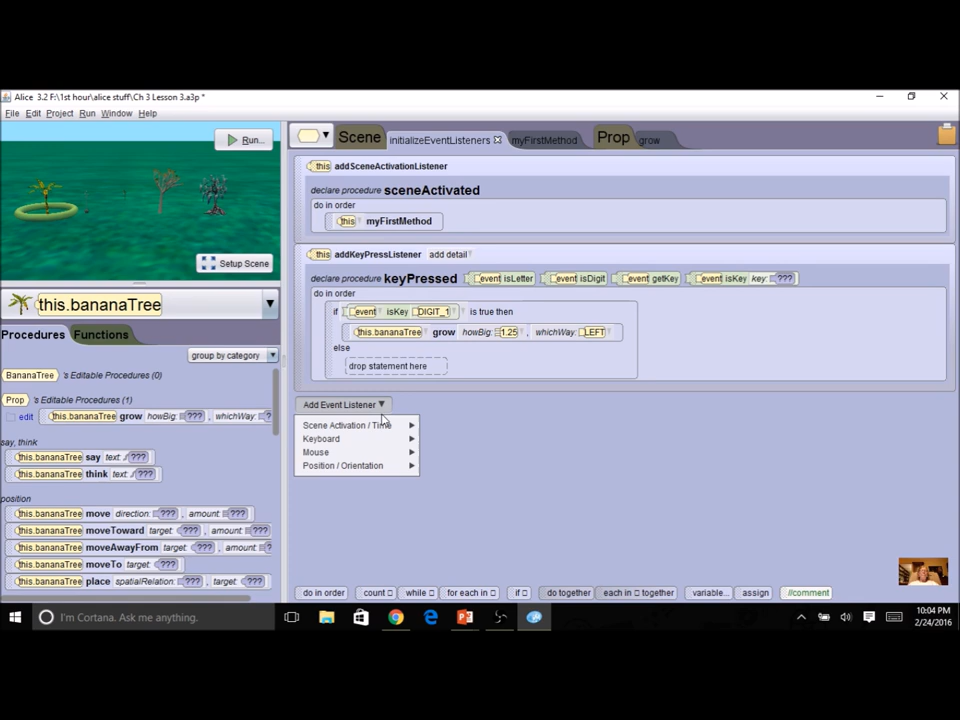 Alice 3.2 F:\1st hour\alice stuff\Ch 3 Lesson 3.a3p *
File Edit Project Run Window Help
Run...
Setup Scene
this.bananaTree
Procedures Functions
group by category
BananaTree 's Editable Procedures (0)
Prop 's Editable Procedures (1)
edit this.bananaTree grow howBig: ??? , whichWay: ?
say, think
this.bananaTree say text: ???
this.bananaTree think text: ???
position
this.bananaTree move direction: ??? , amount: ???
this.bananaTree moveToward target: ??? , amount: ???
this.bananaTree moveAwayFrom target: ??? , amount: ?
this.bananaTree moveTo target: ???
this.bananaTree place spatialRelation: ??? , target: ???
Scene initializeEventListeners myFirstMethod Prop grow
this addSceneActivationListener
declare procedure sceneActivated
do in order
this myFirstMethod
this addKeyPressListener add detail
declare procedure keyPressed event isLetter event isDigit event getKey event isKey key: ???
do in order
if event isKey DIGIT_1 is true then
this.bananaTree grow howBig: 1.25 , whichWay: LEFT
else
drop statement here
Add Event Listener
Scene Activation / Time
Keyboard
Mouse
Position / Orientation
do in order count while for each in if do together each in together variable... assign //comment
I'm Cortana. Ask me anything.
10:04 PM
2/24/2016